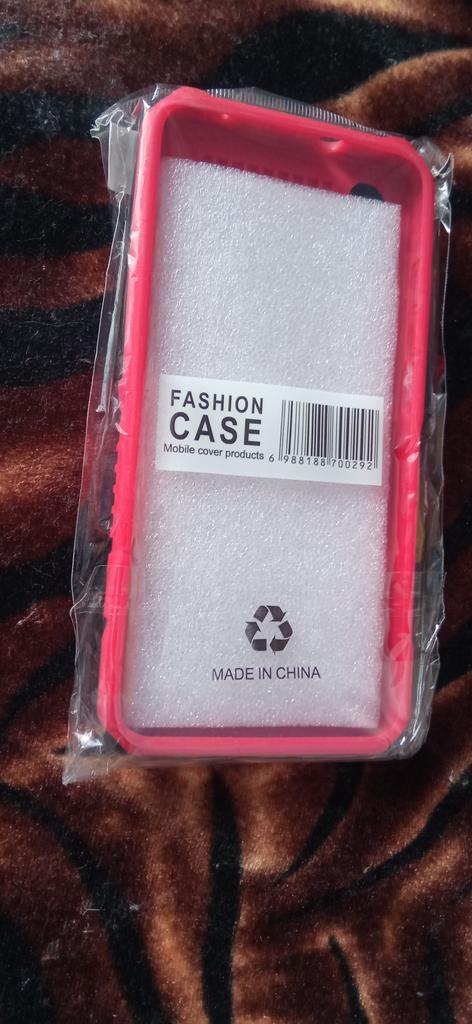 FASHION
CASE
Mobile cover products
6 988188 700292
MADE IN CHINA